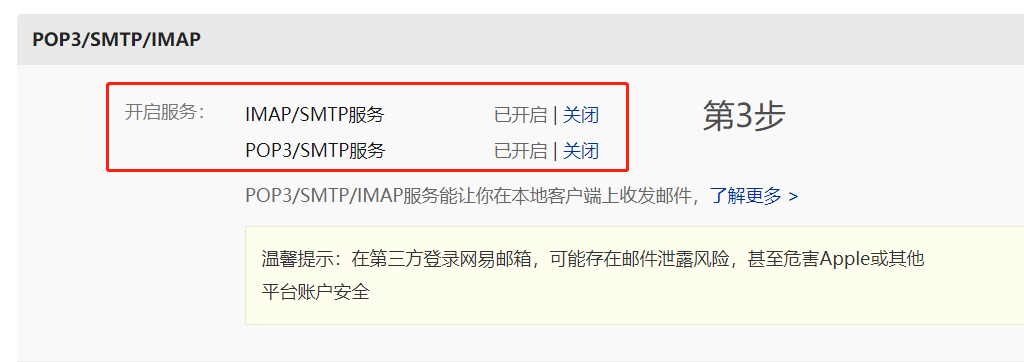 POP3/SMTP/IMAP
开启服务： IMAP/SMTP服务 已开启 | 关闭 第3步
POP3/SMTP服务 已开启 | 关闭
POP3/SMTP/IMAP服务能让你在本地客户端上收发邮件，了解更多 >
温馨提示：在第三方登录网易邮箱，可能存在邮件泄露风险，甚至危害Apple或其他
平台账户安全